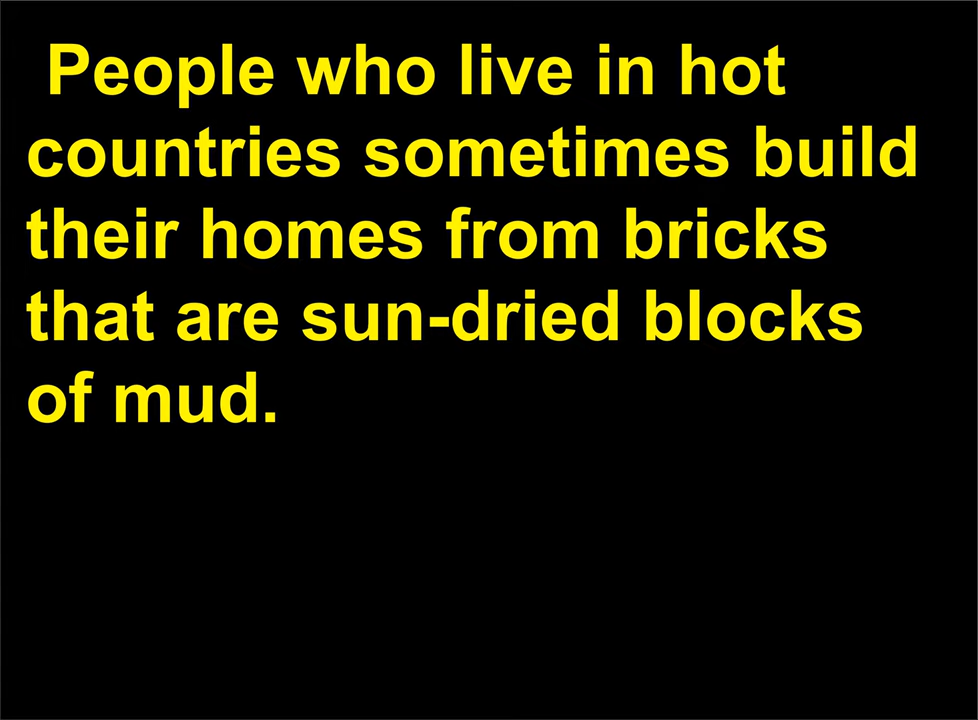 People who live in hot
countries sometimes build
their homes from bricks
that are sun-dried blocks
of mud.